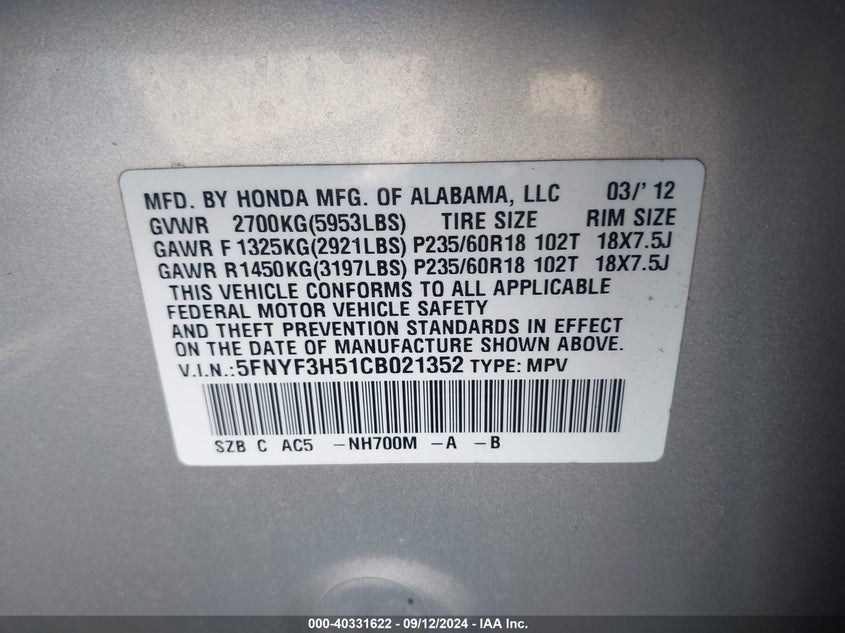 MFD. BY HONDA MFG. OF ALABAMA, LLC 03/'12
GVWR 2700KG(5953LBS) TIRE SIZE RIM SIZE
GAWR F 1325KG(2921LBS) P235/60R18 102T 18X7.5J
GAWR R1450KG(3197LBS) P235/60R18 102T 18X7.5J
THIS VEHICLE CONFORMS TO ALL APPLICABLE
FEDERAL MOTOR VEHICLE SAFETY
AND THEFT PREVENTION STANDARDS IN EFFECT
ON THE DATE OF MANUFACTURE SHOWN ABOVE.
V.I.N.:5FNYF3H51CB021352 TYPE: MPV
SZB C AC5 –NH700M –A –B
000-40331622 - 09/12/2024 - IAA Inc.